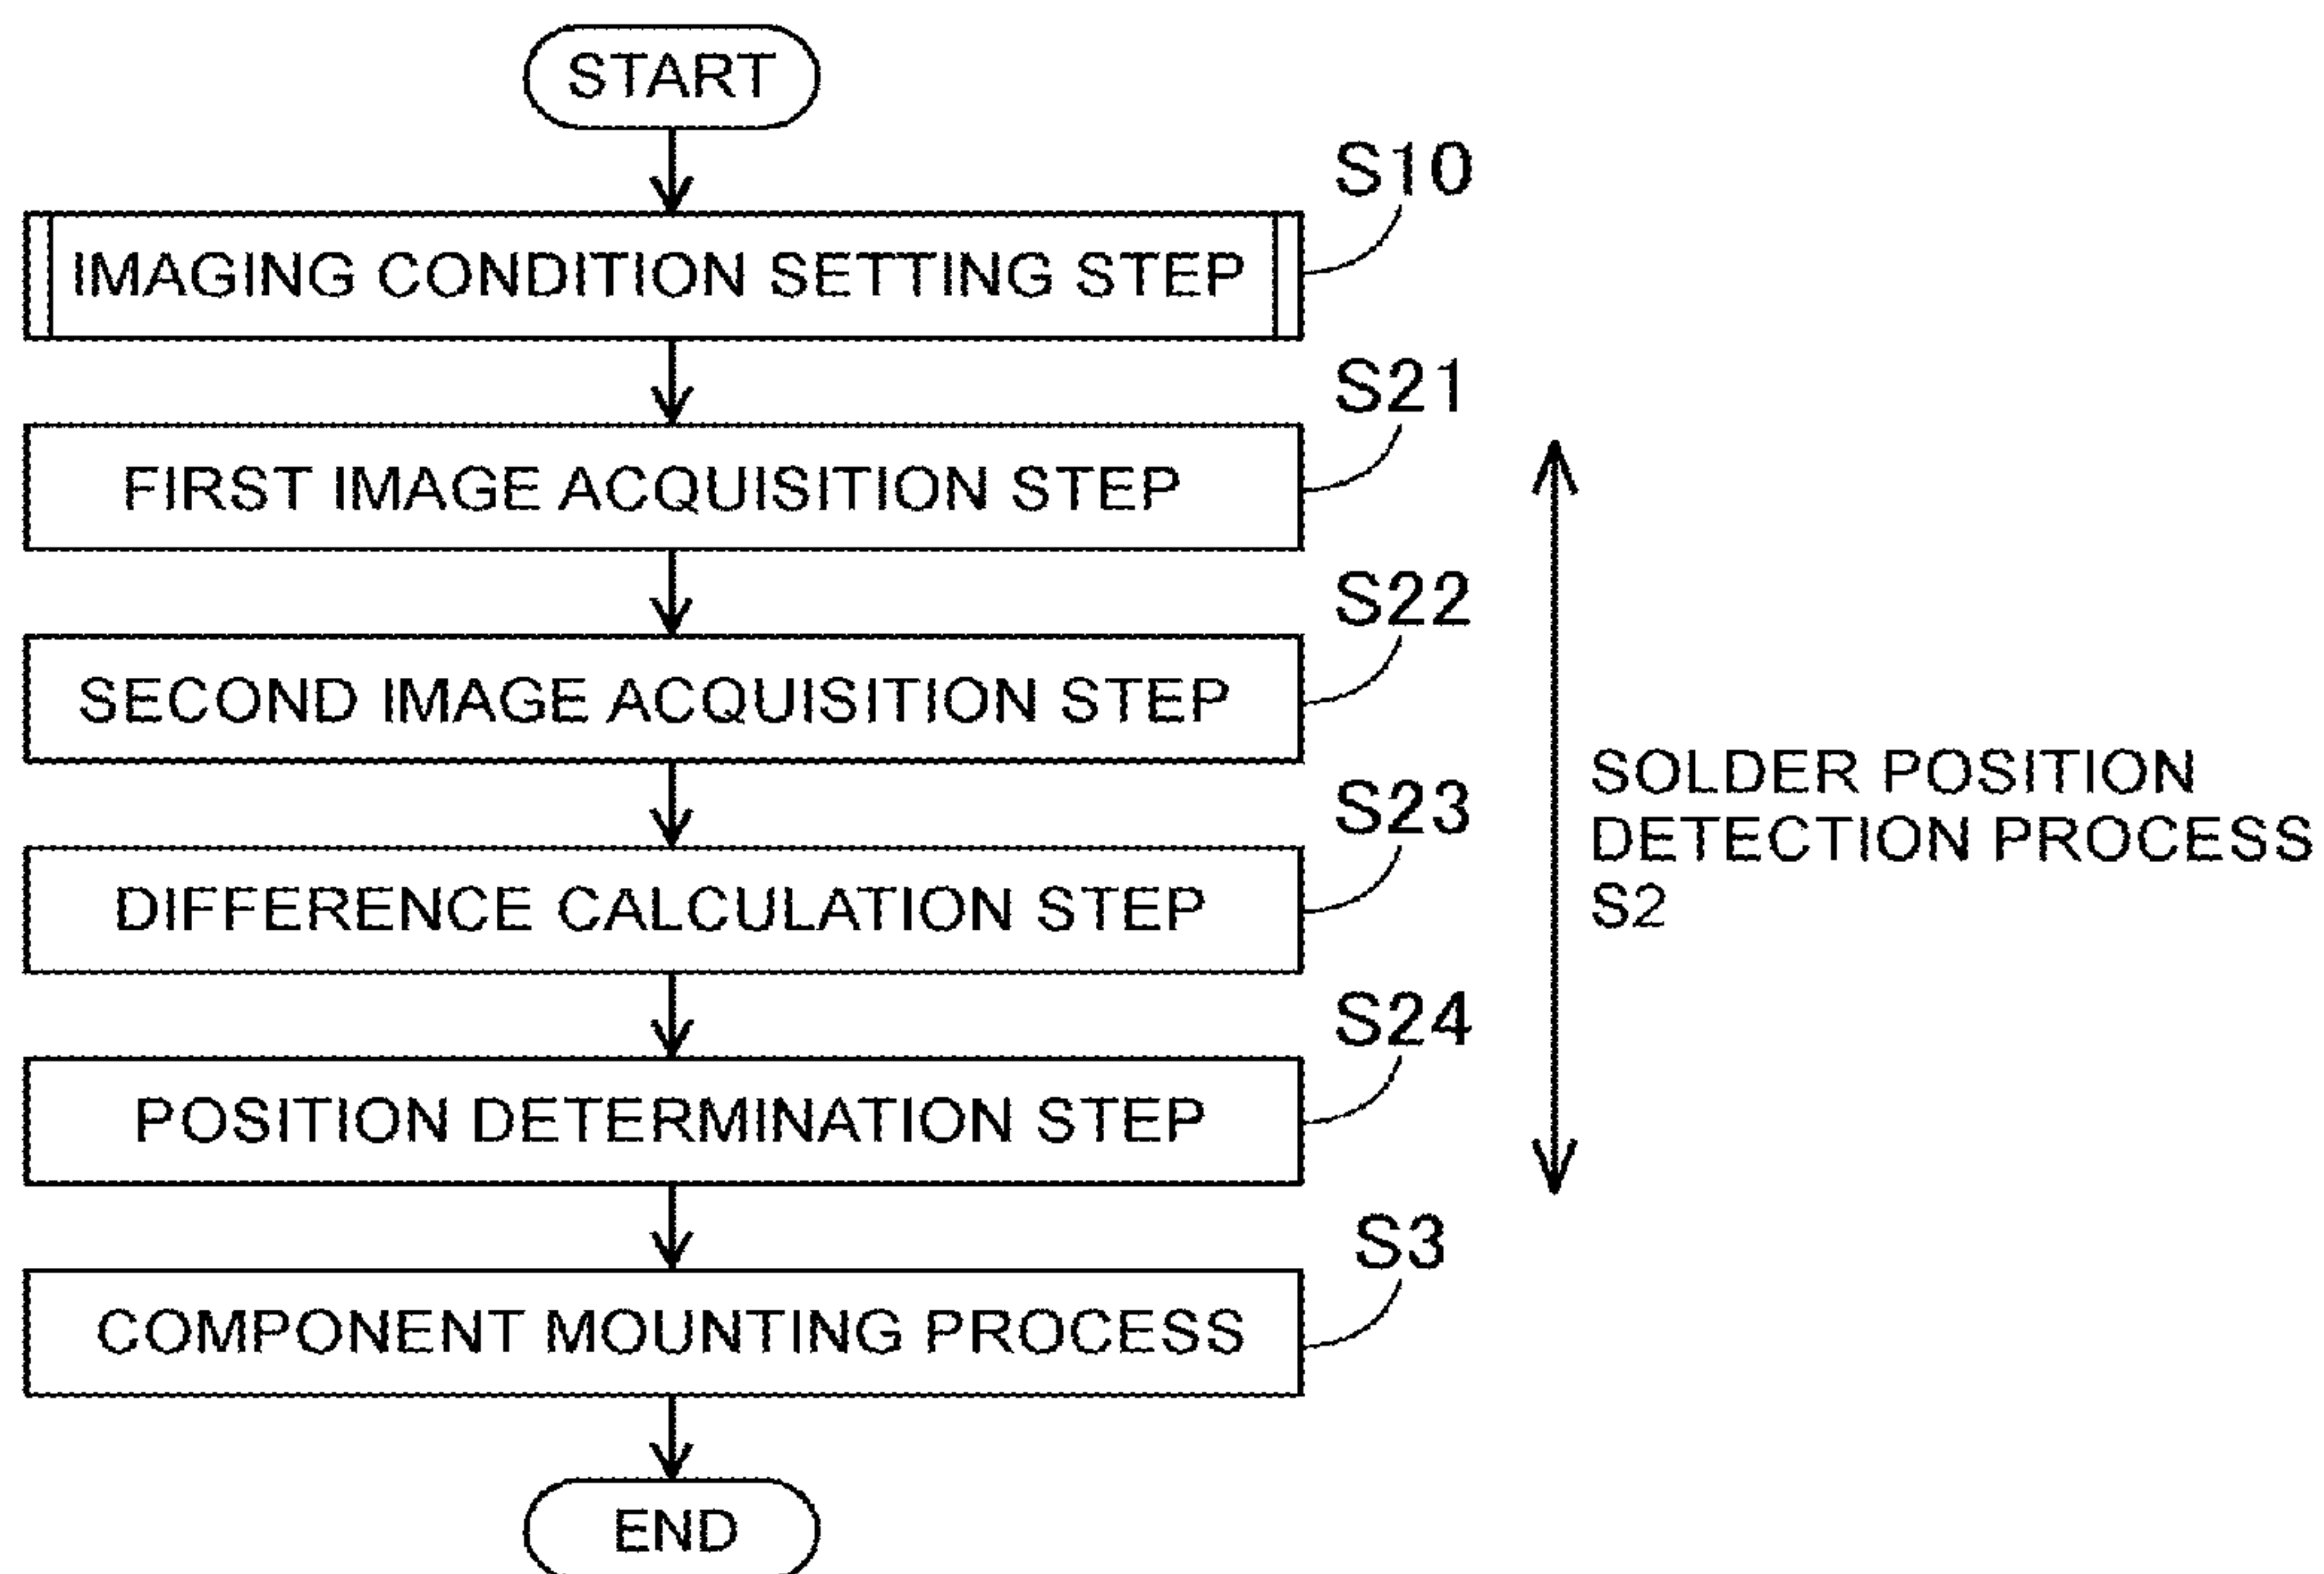 START
S10
IMAGING CONDITION SETTING STEP
S21
FIRST IMAGE ACQUISITION STEP
S22
SECOND IMAGE ACQUISITION STEP
S23
DIFFERENCE CALCULATION STEP
S24
POSITION DETERMINATION STEP
SOLDER POSITION
DETECTION PROCESS
S2
S3
COMPONENT MOUNTING PROCESS
END